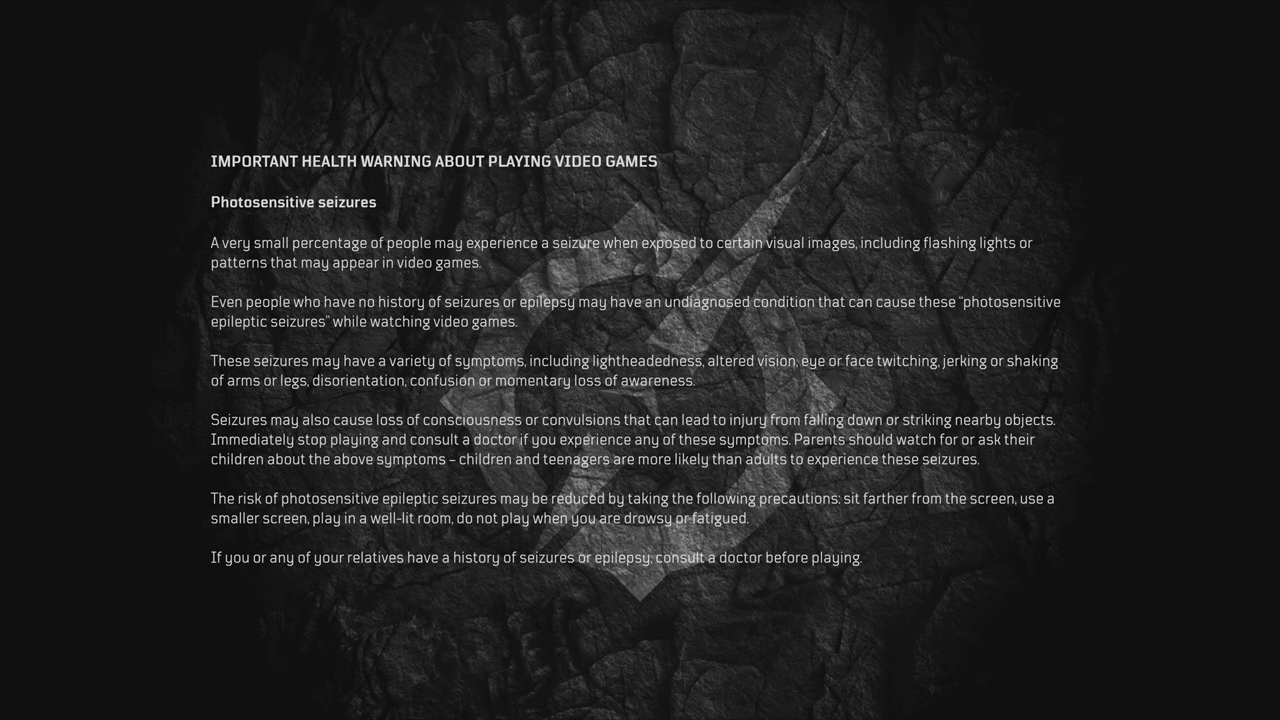 IMPORTANT HEALTH WARNING ABOUT PLAYING VIDEO GAMES
Photosensitive seizures
A very small percentage of people may experience a seizure when exposed to certain visual images, including flashing lights or
patterns that may appear in video games.
Even people who have no history of seizures or epilepsy may have an undiagnosed condition that can cause these “photosensitive
epileptic seizures” while watching video games.
These seizures may have a variety of symptoms, including lightheadedness, altered vision, eye or face twitching, jerking or shaking
of arms or legs, disorientation, confusion or momentary loss of awareness.
Seizures may also cause loss of consciousness or convulsions that can lead to injury from falling down or striking nearby objects.
Immediately stop playing and consult a doctor if you experience any of these symptoms. Parents should watch for or ask their
children about the above symptoms – children and teenagers are more likely than adults to experience these seizures.
The risk of photosensitive epileptic seizures may be reduced by taking the following precautions: sit farther from the screen, use a
smaller screen, play in a well-lit room, do not play when you are drowsy or fatigued.
If you or any of your relatives have a history of seizures or epilepsy, consult a doctor before playing.